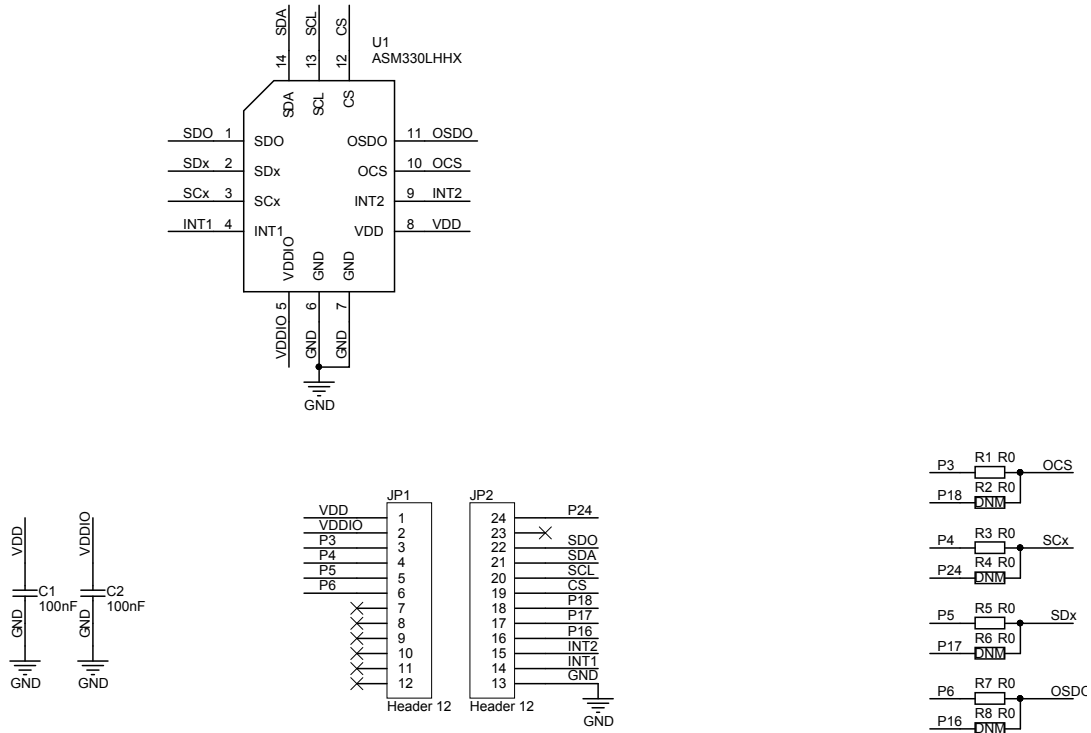 SDA
SCL
CS
U1
ASM330LHHX
14
13
12
SDA
SCL
CS
SDO 1 SDO
OSDO 11 OSDO
SDx 2 SDx
OCS 10 OCS
SCx 3 SCx
INT2 9 INT2
INT1 4 INT1
VDD 8 VDD
VDDIO
GND
GND
5
6
7
VDDIO
GND
GND
GND
VDD
GND
C1
100nF
GND
VDDIO
GND
C2
100nF
GND
JP1
VDD 1
VDDIO 2
P3 3
P4 4
P5 5
P6 6
7
8
9
10
11
12
Header 12
JP2
24 P24
23
22 SDO
21 SDA
20 SCL
19 CS
18 P18
17 P17
16 P16
15 INT2
14 INT1
13 GND
Header 12
GND
P3 R1 R0 OCS
P18 R2 R0
DNM
P4 R3 R0 SCx
P24 R4 R0
DNM
P5 R5 R0 SDx
P17 R6 R0
DNM
P6 R7 R0 OSDO
P16 R8 R0
DNM